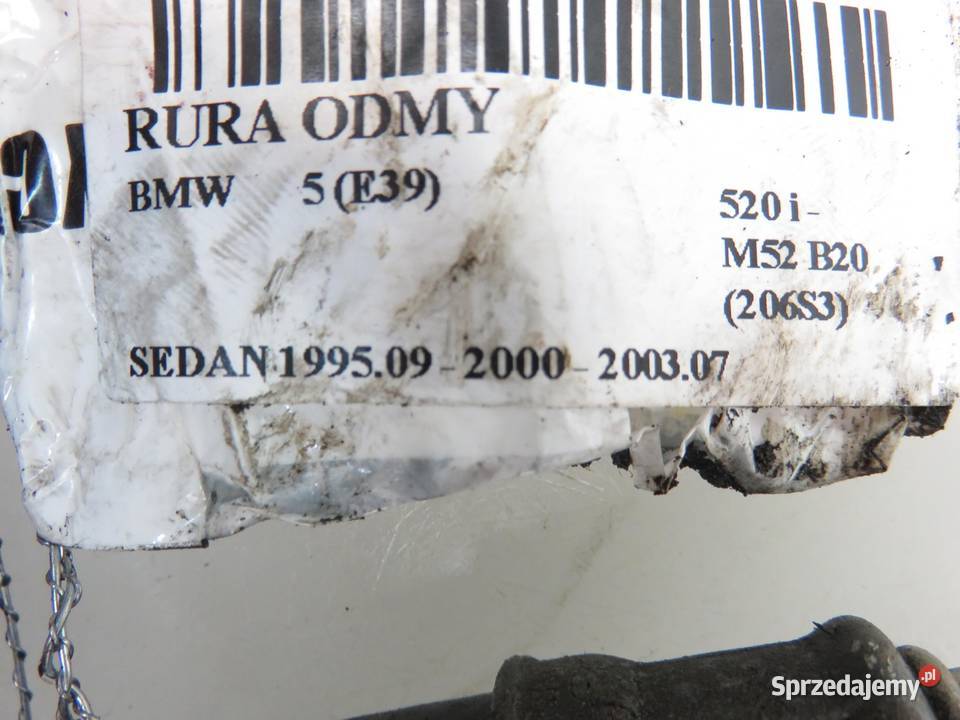 RURA ODMY
BMW 5 (E39)
520 i -
M52 B20
(206S3)
SEDAN 1995.09 - 2000 - 2003.07
Sprzedajemy.pl